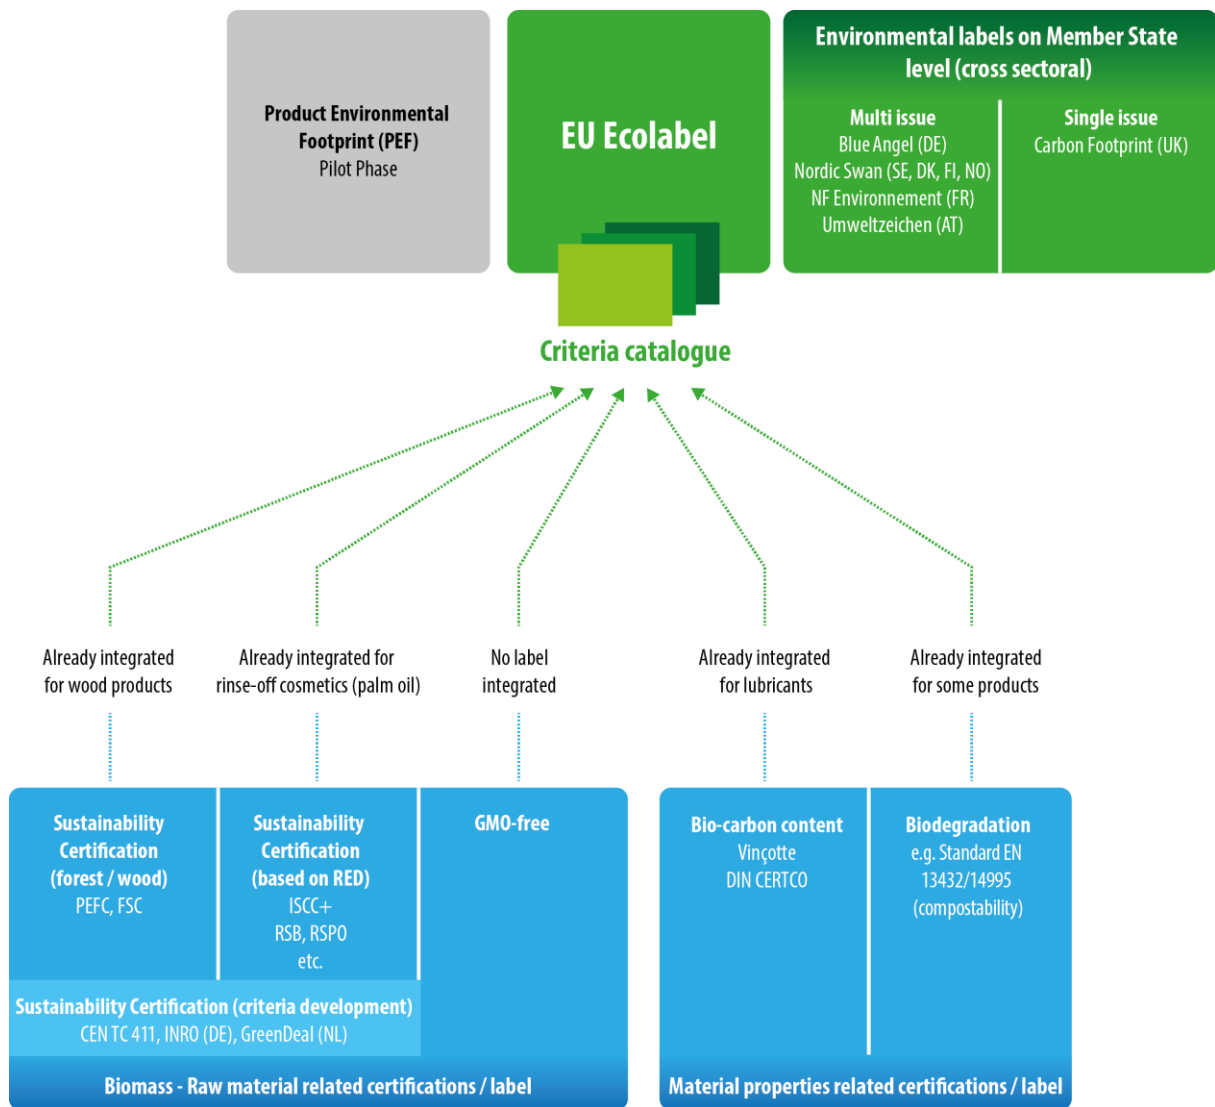 Product Environmental
Footprint (PEF)
Pilot Phase
EU Ecolabel
Environmental labels on Member State
level (cross sectoral)
Multi issue
Blue Angel (DE)
Nordic Swan (SE, DK, FI, NO)
NF Environnement (FR)
Umweltzeichen (AT)
Single issue
Carbon Footprint (UK)
Criteria catalogue
Already integrated
for wood products
Already integrated for
rinse-off cosmetics (palm oil)
No label
integrated
Already integrated
for lubricants
Already integrated
for some products
Sustainability
Certification
(forest / wood)
PEFC, FSC
Sustainability
Certification
(based on RED)
ISCC+
RSB, RSPO
etc.
GMO-free
Sustainability Certification (criteria development)
CEN TC 411, INRO (DE), GreenDeal (NL)
Biomass - Raw material related certifications / label
Bio-carbon content
Vinçotte
DIN CERTCO
Biodegradation
e.g. Standard EN
13432/14995
(compostability)
Material properties related certifications / label